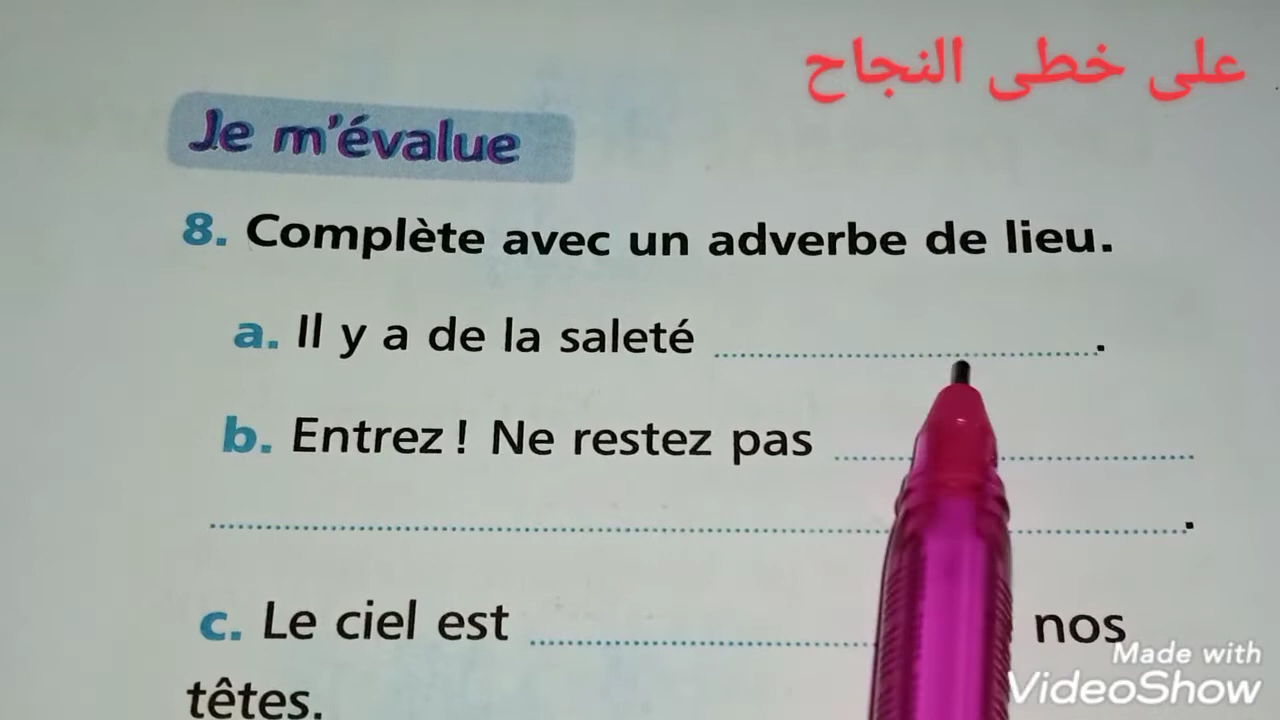 على خطى النجاح
Je m'évalue
8. Complète avec un adverbe de lieu.
a. Il y a de la saleté .
b. Entrez ! Ne restez pas
.
c. Le ciel est nos
têtes.
Made with
VideoShow